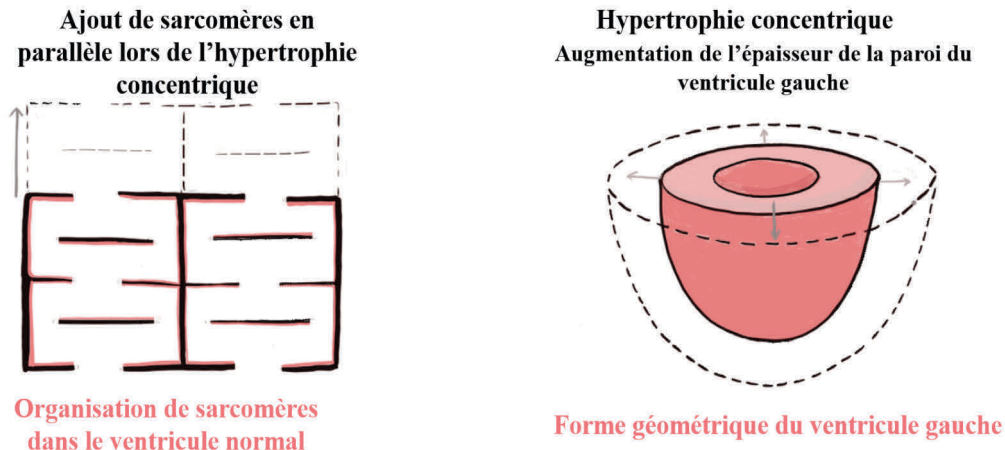 Ajout de sarcomères en
parallèle lors de l’hypertrophie
concentrique
Organisation de sarcomères
dans le ventricule normal
Hypertrophie concentrique
Augmentation de l’épaisseur de la paroi du
ventricule gauche
Forme géométrique du ventricule gauche